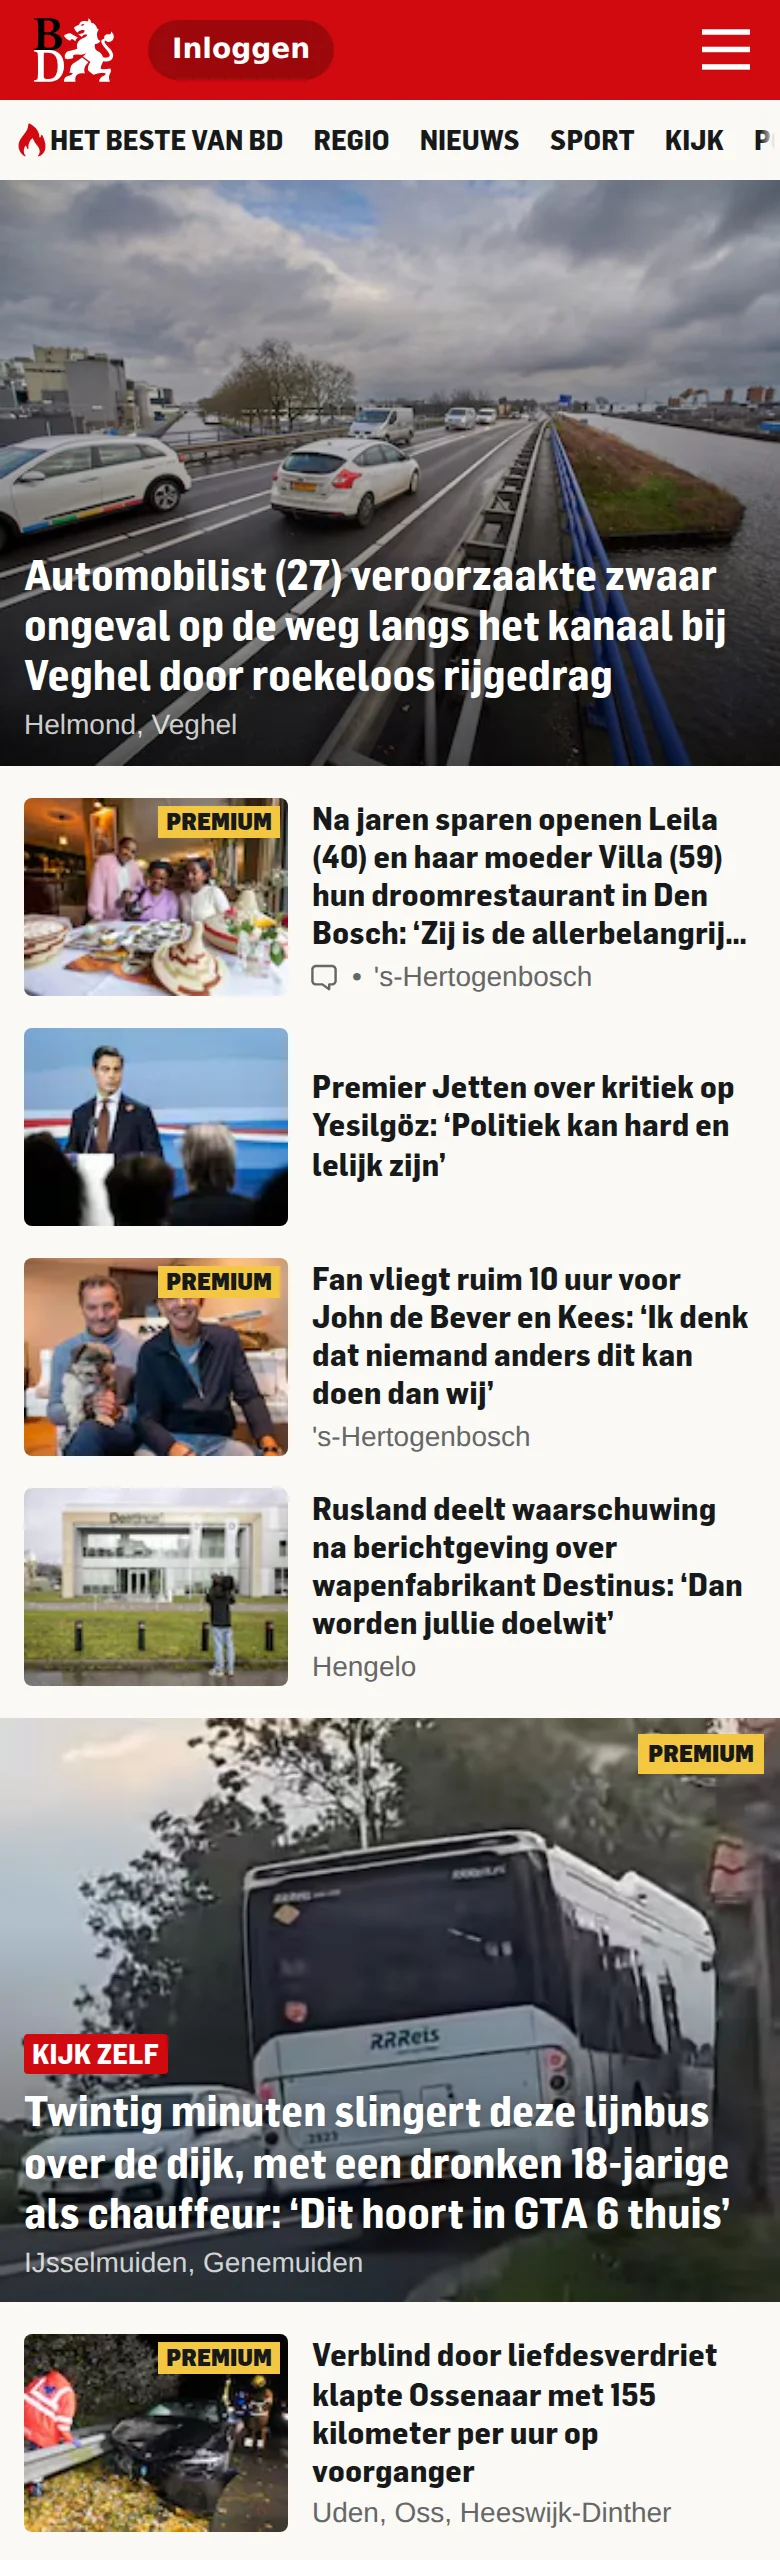 BD
Inloggen
HET BESTE VAN BD REGIO NIEUWS SPORT KIJK
Automobilist (27) veroorzaakte zwaar
ongeval op de weg langs het kanaal bij
Veghel door roekeloos rijgedrag
Helmond, Veghel
PREMIUM
Na jaren sparen openen Leila
(40) en haar moeder Villa (59)
hun droomrestaurant in Den
Bosch: ‘Zij is de allerbelangrij...
• 's-Hertogenbosch
Premier Jetten over kritiek op
Yesilgöz: ‘Politiek kan hard en
lelijk zijn’
PREMIUM
Fan vliegt ruim 10 uur voor
John de Bever en Kees: ‘Ik denk
dat niemand anders dit kan
doen dan wij’
's-Hertogenbosch
Destinus
Rusland deelt waarschuwing
na berichtgeving over
wapenfabrikant Destinus: ‘Dan
worden jullie doelwit’
Hengelo
PREMIUM
RRReis
KIJK ZELF
Twintig minuten slingert deze lijnbus
over de dijk, met een dronken 18-jarige
als chauffeur: ‘Dit hoort in GTA 6 thuis’
IJsselmuiden, Genemuiden
PREMIUM
Verblind door liefdesverdriet
klapte Ossenaar met 155
kilometer per uur op
voorganger
Uden, Oss, Heeswijk-Dinther